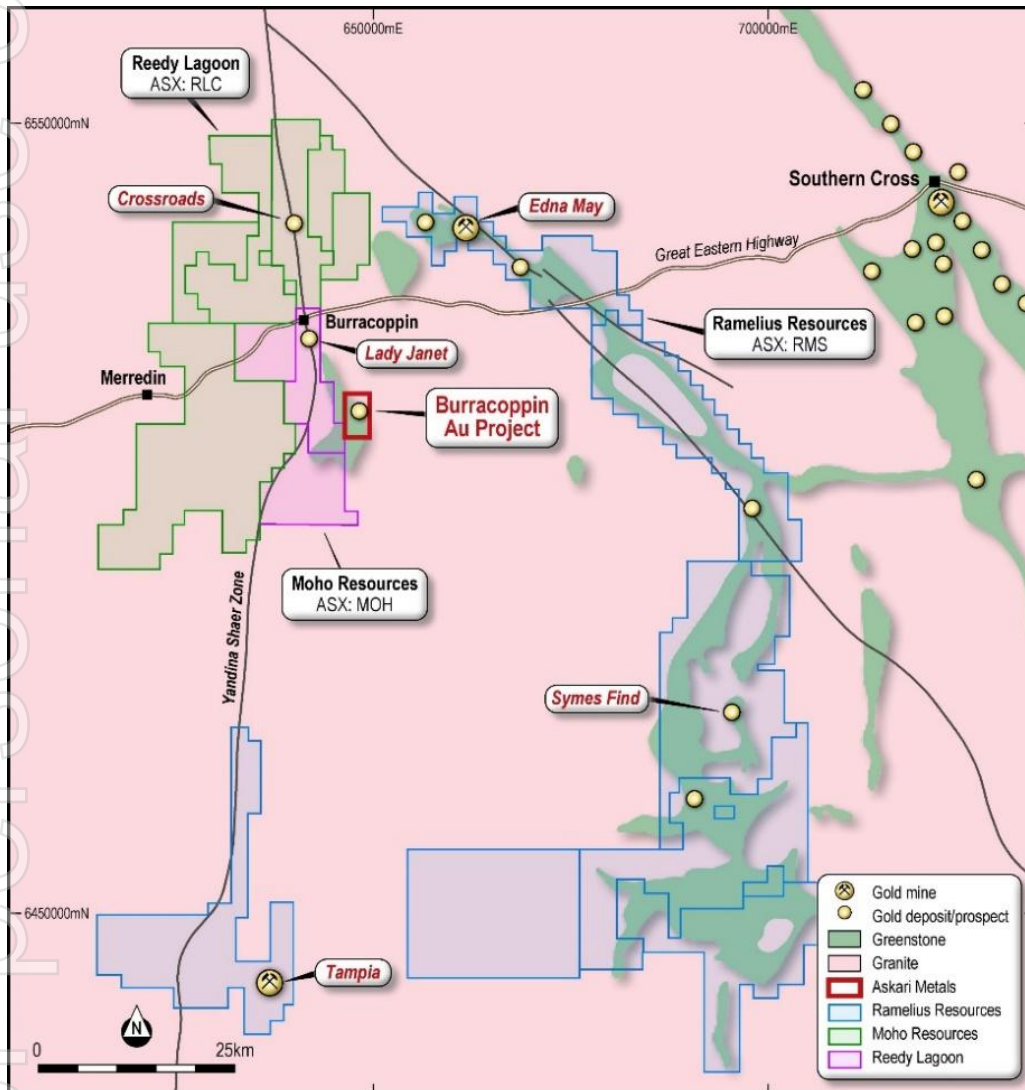 650000mE
700000mE
6550000mN
Reedy Lagoon
ASX: RLC
Crossroads
Edna May
Southern Cross
Great Eastern Highway
Burracoppin
Lady Janet
Merredin
Ramelius Resources
ASX: RMS
Burracoppin
Au Project
Moho Resources
ASX: MOH
Yandina Shaer Zone
Symes Find
6450000mN
Tampia
N
0
25km
Gold mine
Gold deposit/prospect
Greenstone
Granite
Askari Metals
Ramelius Resources
Moho Resources
Reedy Lagoon